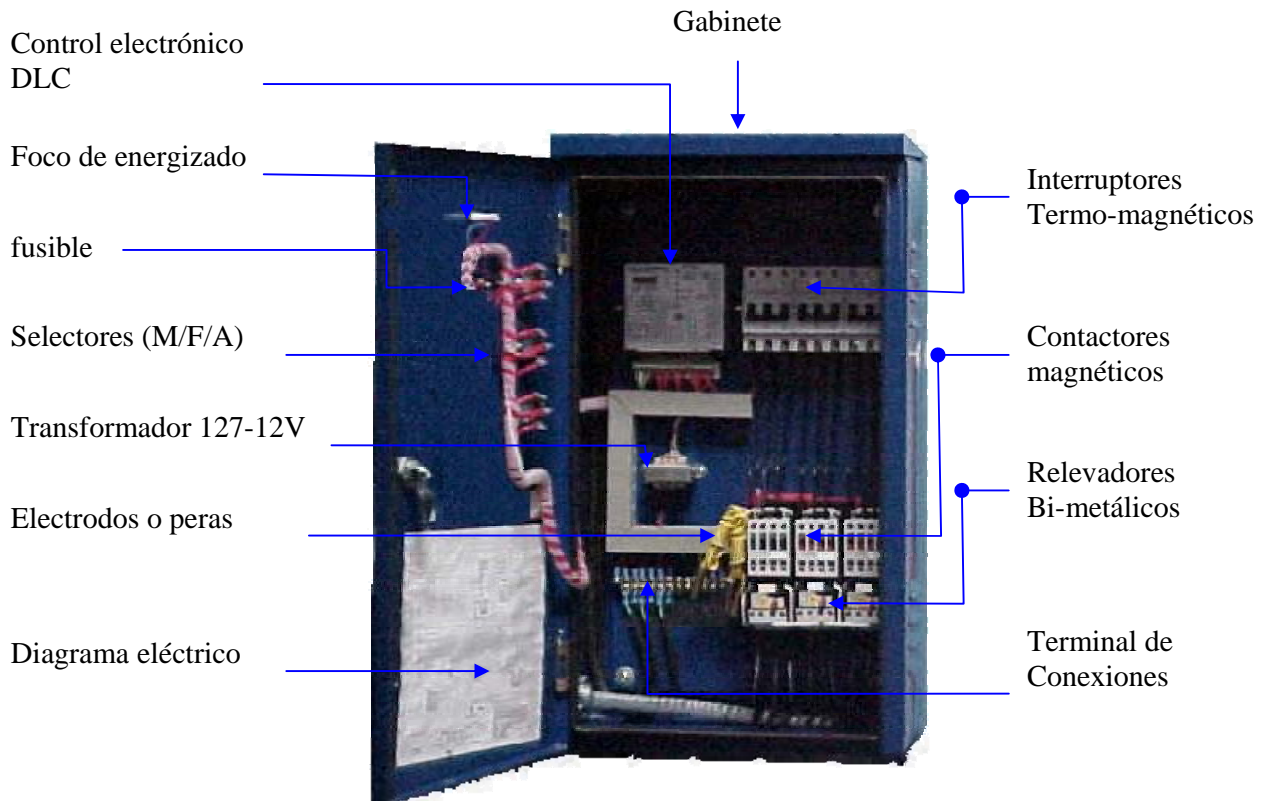 Gabinete
Control electrónico
DLC
Foco de energizado
fusible
Selectores (M/F/A)
Transformador 127-12V
Electrodos o peras
Diagrama eléctrico
Interruptores
Termo-magnéticos
Contactores
magnéticos
Relevadores
Bi-metálicos
Terminal de
Conexiones